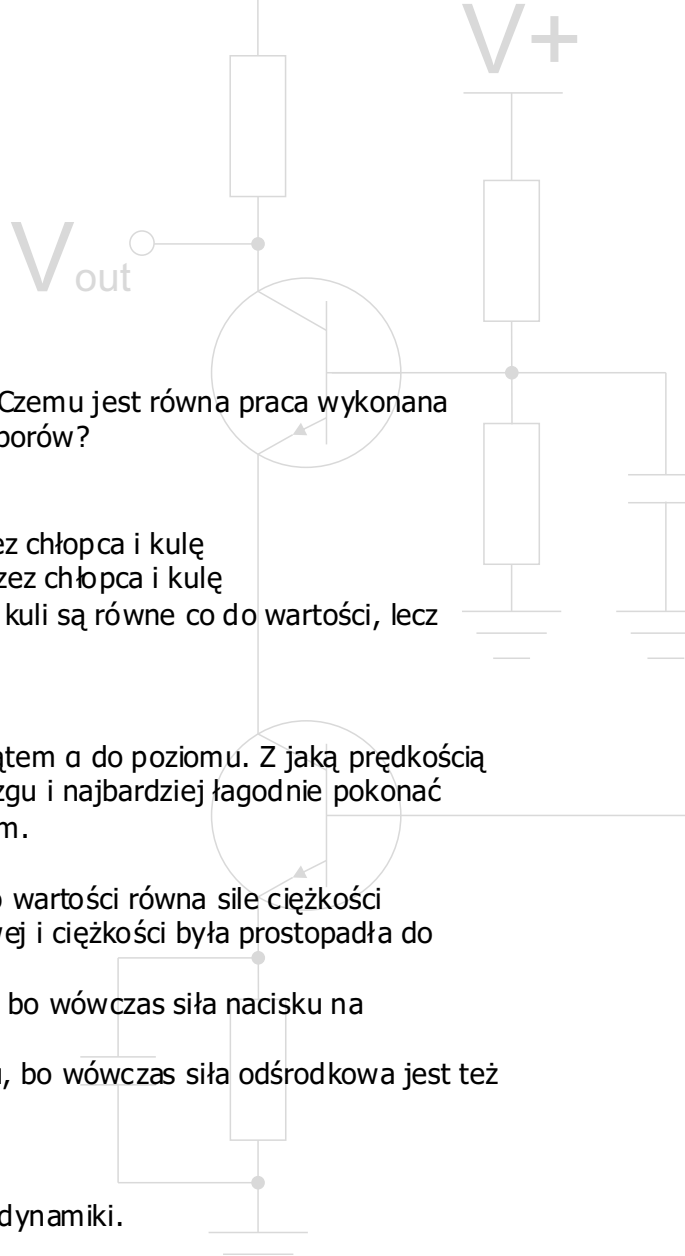 V+
Vout
Czemu jest równa praca wykonana
porów?
ez chłopca i kulę
zez chłopca i kulę
kuli są równe co do wartości, lecz
ątem α do poziomu. Z jaką prędkością
zgu i najbardziej łagodnie pokonać
m.
o wartości równa sile ciężkości
wej i ciężkości była prostopadła do
bo wówczas siła nacisku na
u, bo wówczas siła odśrodkowa jest też
dynamiki.